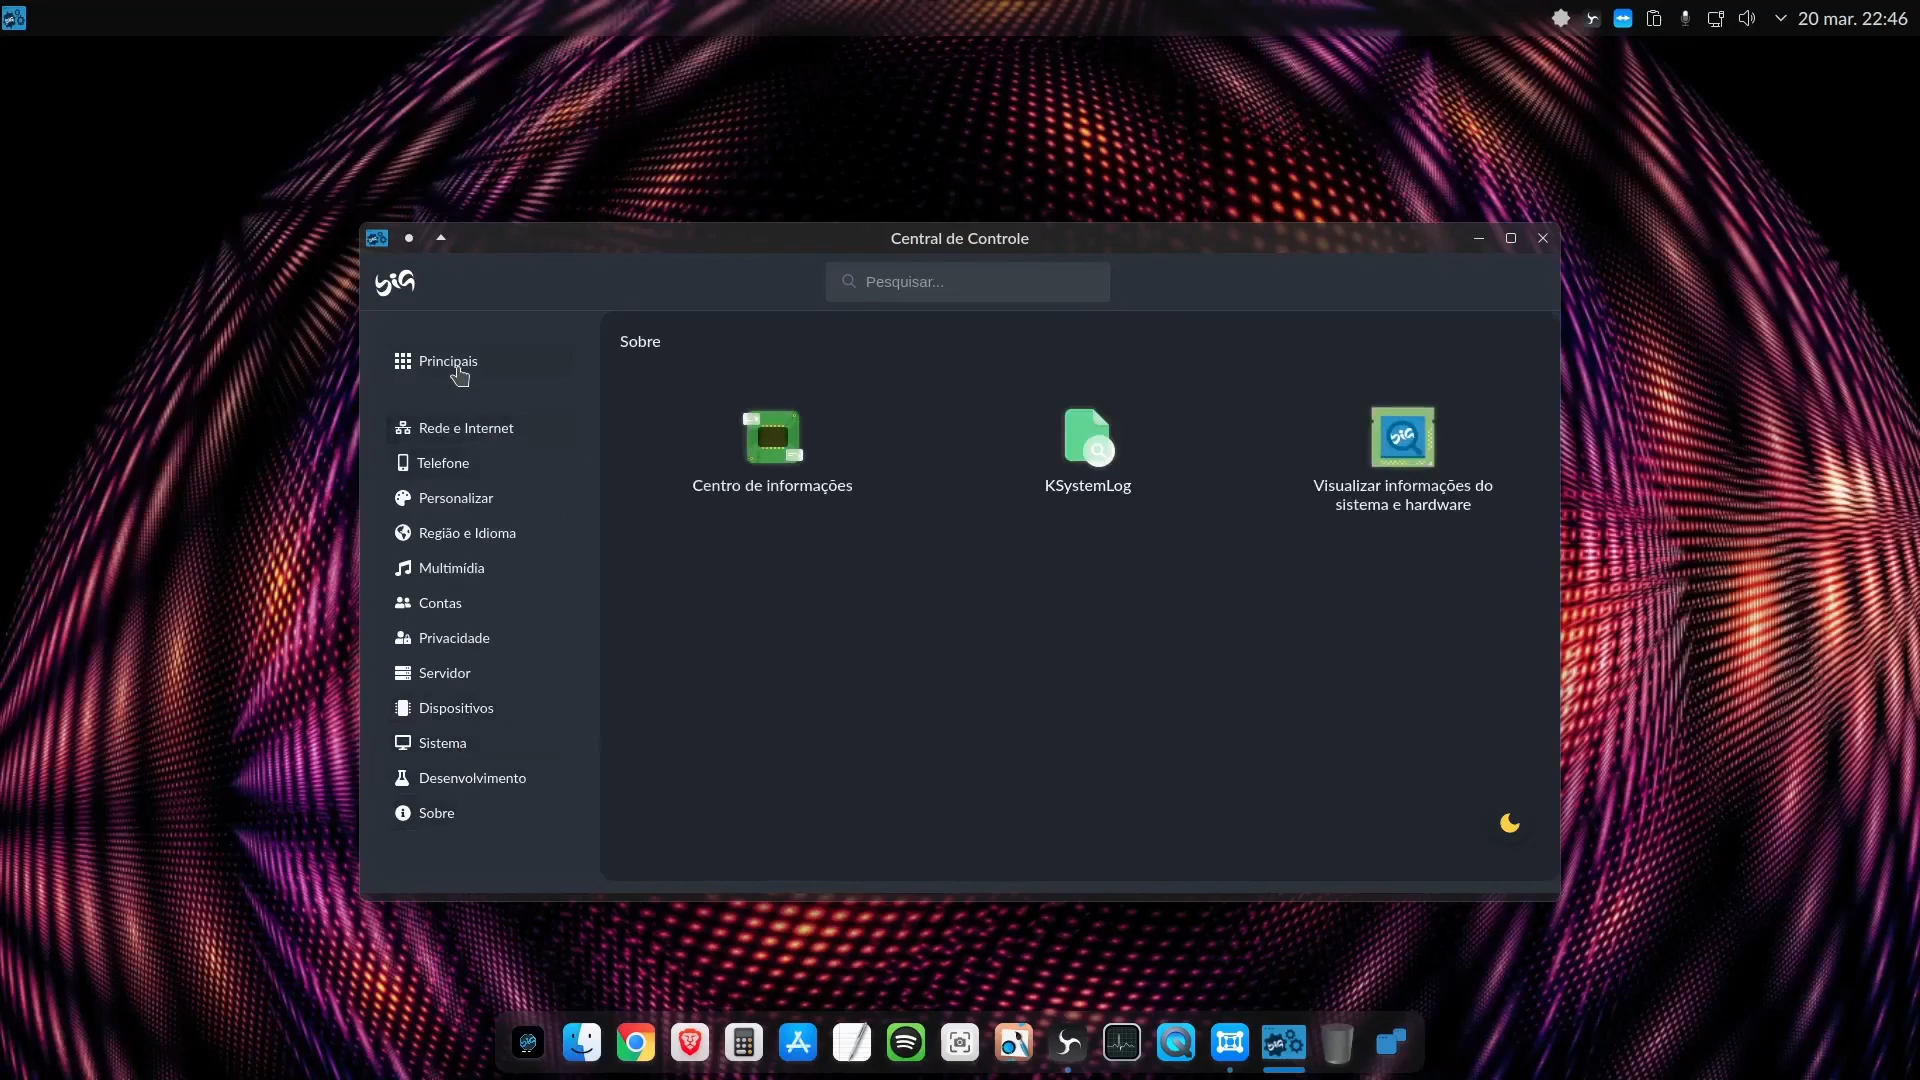 20 mar. 22:46
Central de Controle
BiG
Pesquisar...
Principais
Rede e Internet
Telefone
Personalizar
Região e Idioma
Multimídia
Contas
Privacidade
Servidor
Dispositivos
Sistema
Desenvolvimento
Sobre
Sobre
Centro de informações
KSystemLog
Visualizar informações do
sistema e hardware